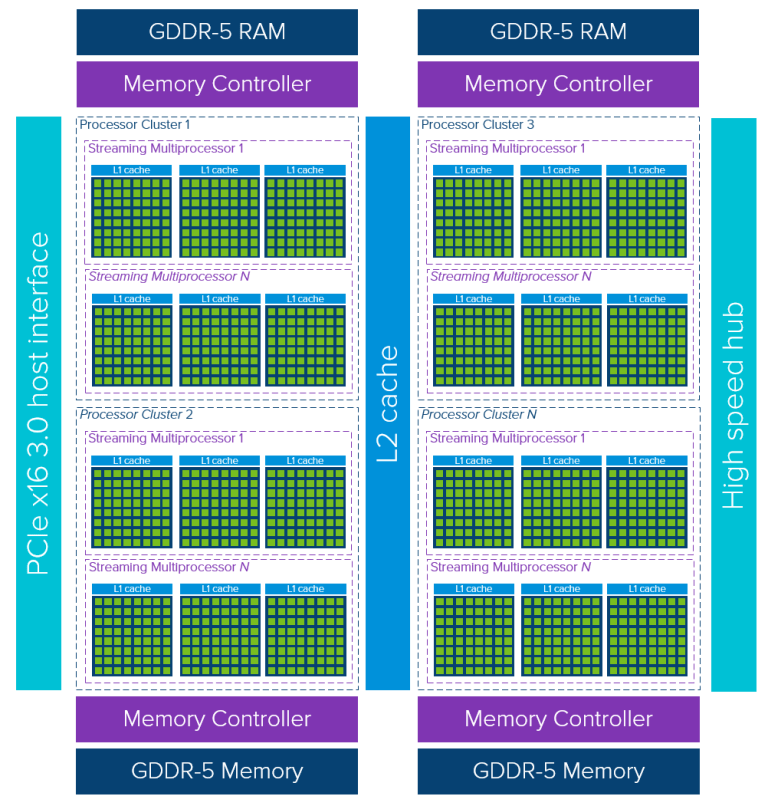 GDDR-5 RAM
GDDR-5 RAM
Memory Controller
Memory Controller
PCIe x16 3.0 host interface
Processor Cluster 1
Streaming Multiprocessor 1
L1 cache
L1 cache
L1 cache
Streaming Multiprocessor N
L1 cache
L1 cache
L1 cache
Processor Cluster 2
Streaming Multiprocessor 1
L1 cache
L1 cache
L1 cache
Streaming Multiprocessor N
L1 cache
L1 cache
L1 cache
L2 cache
Processor Cluster 3
Streaming Multiprocessor 1
L1 cache
L1 cache
L1 cache
Streaming Multiprocessor N
L1 cache
L1 cache
L1 cache
Processor Cluster N
Streaming Multiprocessor 1
L1 cache
L1 cache
L1 cache
Streaming Multiprocessor N
L1 cache
L1 cache
L1 cache
High speed hub
Memory Controller
Memory Controller
GDDR-5 Memory
GDDR-5 Memory